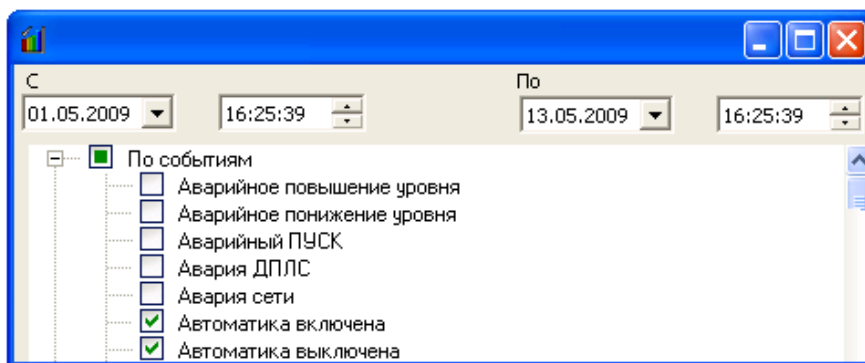 С По
01.05.2009 16:25:39 13.05.2009 16:25:39
По событиям
Аварийное повышение уровня
Аварийное понижение уровня
Аварийный ПУСК
Авария ДПЛС
Авария сети
Автоматика включена
Автоматика выключена